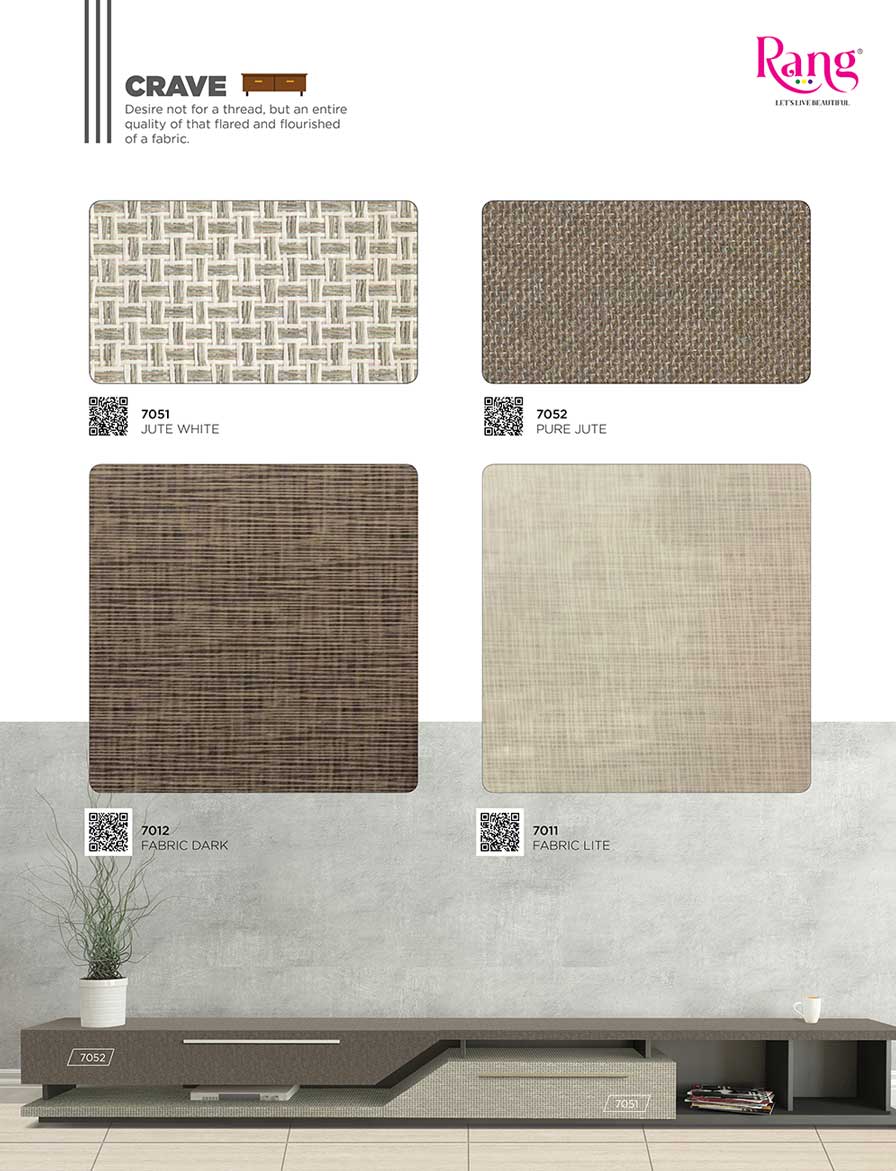 CRAVE
Desire not for a thread, but an entire
quality of that flared and flourished
of a fabric.
Rang®
LET'S LIVE BEAUTIFUL
7051
JUTE WHITE
7052
PURE JUTE
7012
FABRIC DARK
7011
FABRIC LITE
7052
7051